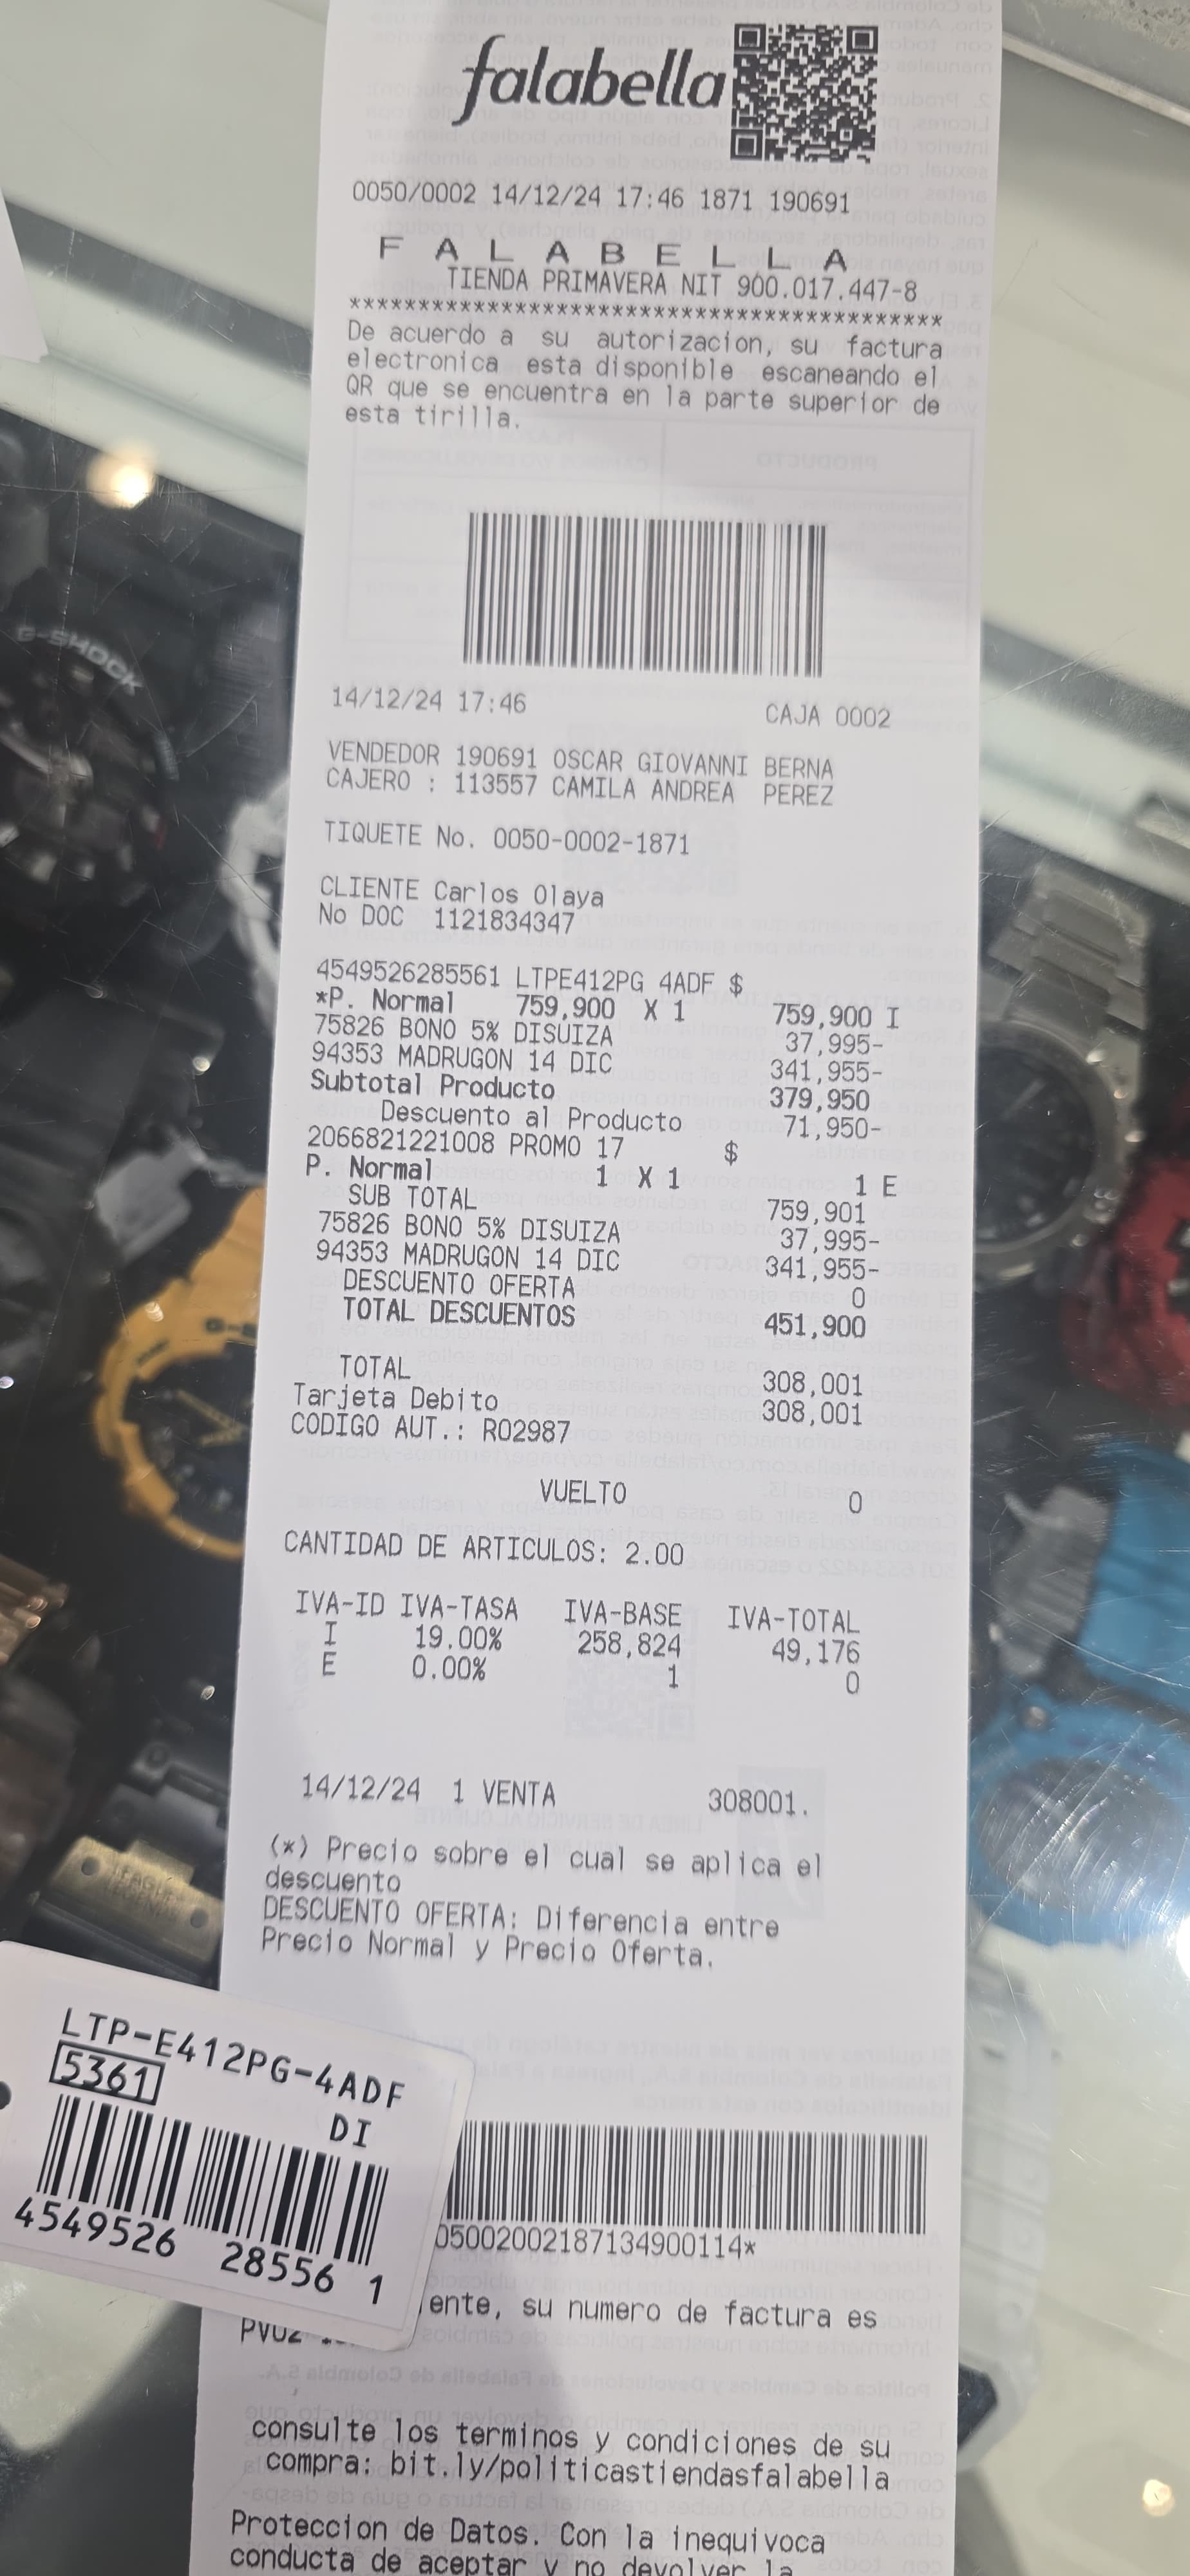 falabella
0050/0002 14/12/24 17:46 1871 190691
F A L A B E L L A
TIENDA PRIMAVERA NIT 900.017.447-8
*******************************************
De acuerdo a su autorizacion, su factura
electronica esta disponible escaneando el
QR que se encuentra en la parte superior de
esta tirilla.
G-SHOCK
14/12/24 17:46 CAJA 0002
VENDEDOR 190691 OSCAR GIOVANNI BERNA
CAJERO : 113557 CAMILA ANDREA PEREZ
TIQUETE No. 0050-0002-1871
CLIENTE Carlos Olaya
No DOC 1121834347
4549526285561 LTPE412PG 4ADF $
*P. Normal 759,900 X 1 759,900 I
75826 BONO 5% DISUIZA 37,995-
94353 MADRUGON 14 DIC 341,955-
Subtotal Producto 379,950
Descuento al Producto 71,950-
2066821221008 PROMO 17 $
P. Normal 1 X 1 1 E
SUB TOTAL 759,901
75826 BONO 5% DISUIZA 37,995-
94353 MADRUGON 14 DIC 341,955-
DESCUENTO OFERTA 0
TOTAL DESCUENTOS 451,900
TOTAL 308,001
Tarjeta Debito 308,001
CODIGO AUT.: R02987
VUELTO 0
CANTIDAD DE ARTICULOS: 2.00
IVA-ID IVA-TASA IVA-BASE IVA-TOTAL
I 19.00% 258,824 49,176
E 0.00% 1 0
14/12/24 1 VENTA 308001.
(*) Precio sobre el cual se aplica el
descuento
DESCUENTO OFERTA: Diferencia entre
Precio Normal y Precio Oferta.
LTP-E412PG-4ADF
5361
DI
4549526 28556 1
05002002187134900114*
ente, su numero de factura es
PV02
consulte los terminos y condiciones de su
compra: bit.ly/politicastiendasfalabella
Proteccion de Datos. Con la inequivoca
conducta de aceptar y no devolver la